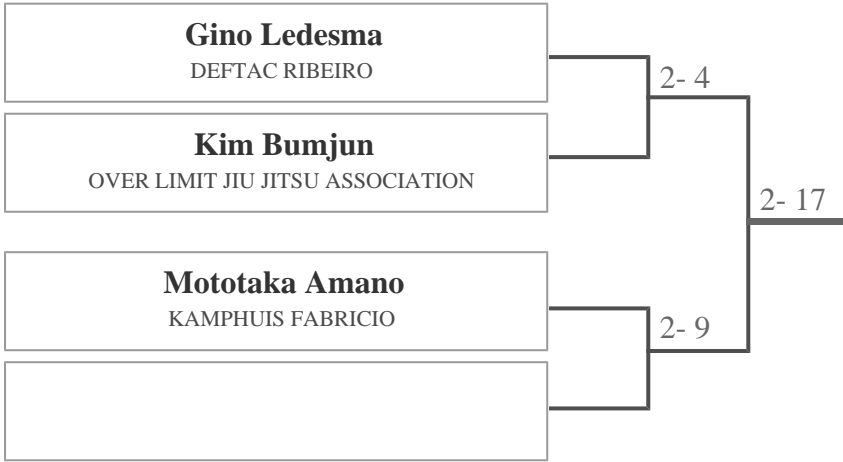 Gino Ledesma
DEFTAC RIBEIRO
2- 4
Kim Bumjun
OVER LIMIT JIU JITSU ASSOCIATION
2- 17
Mototaka Amano
KAMPHUIS FABRICIO
2- 9